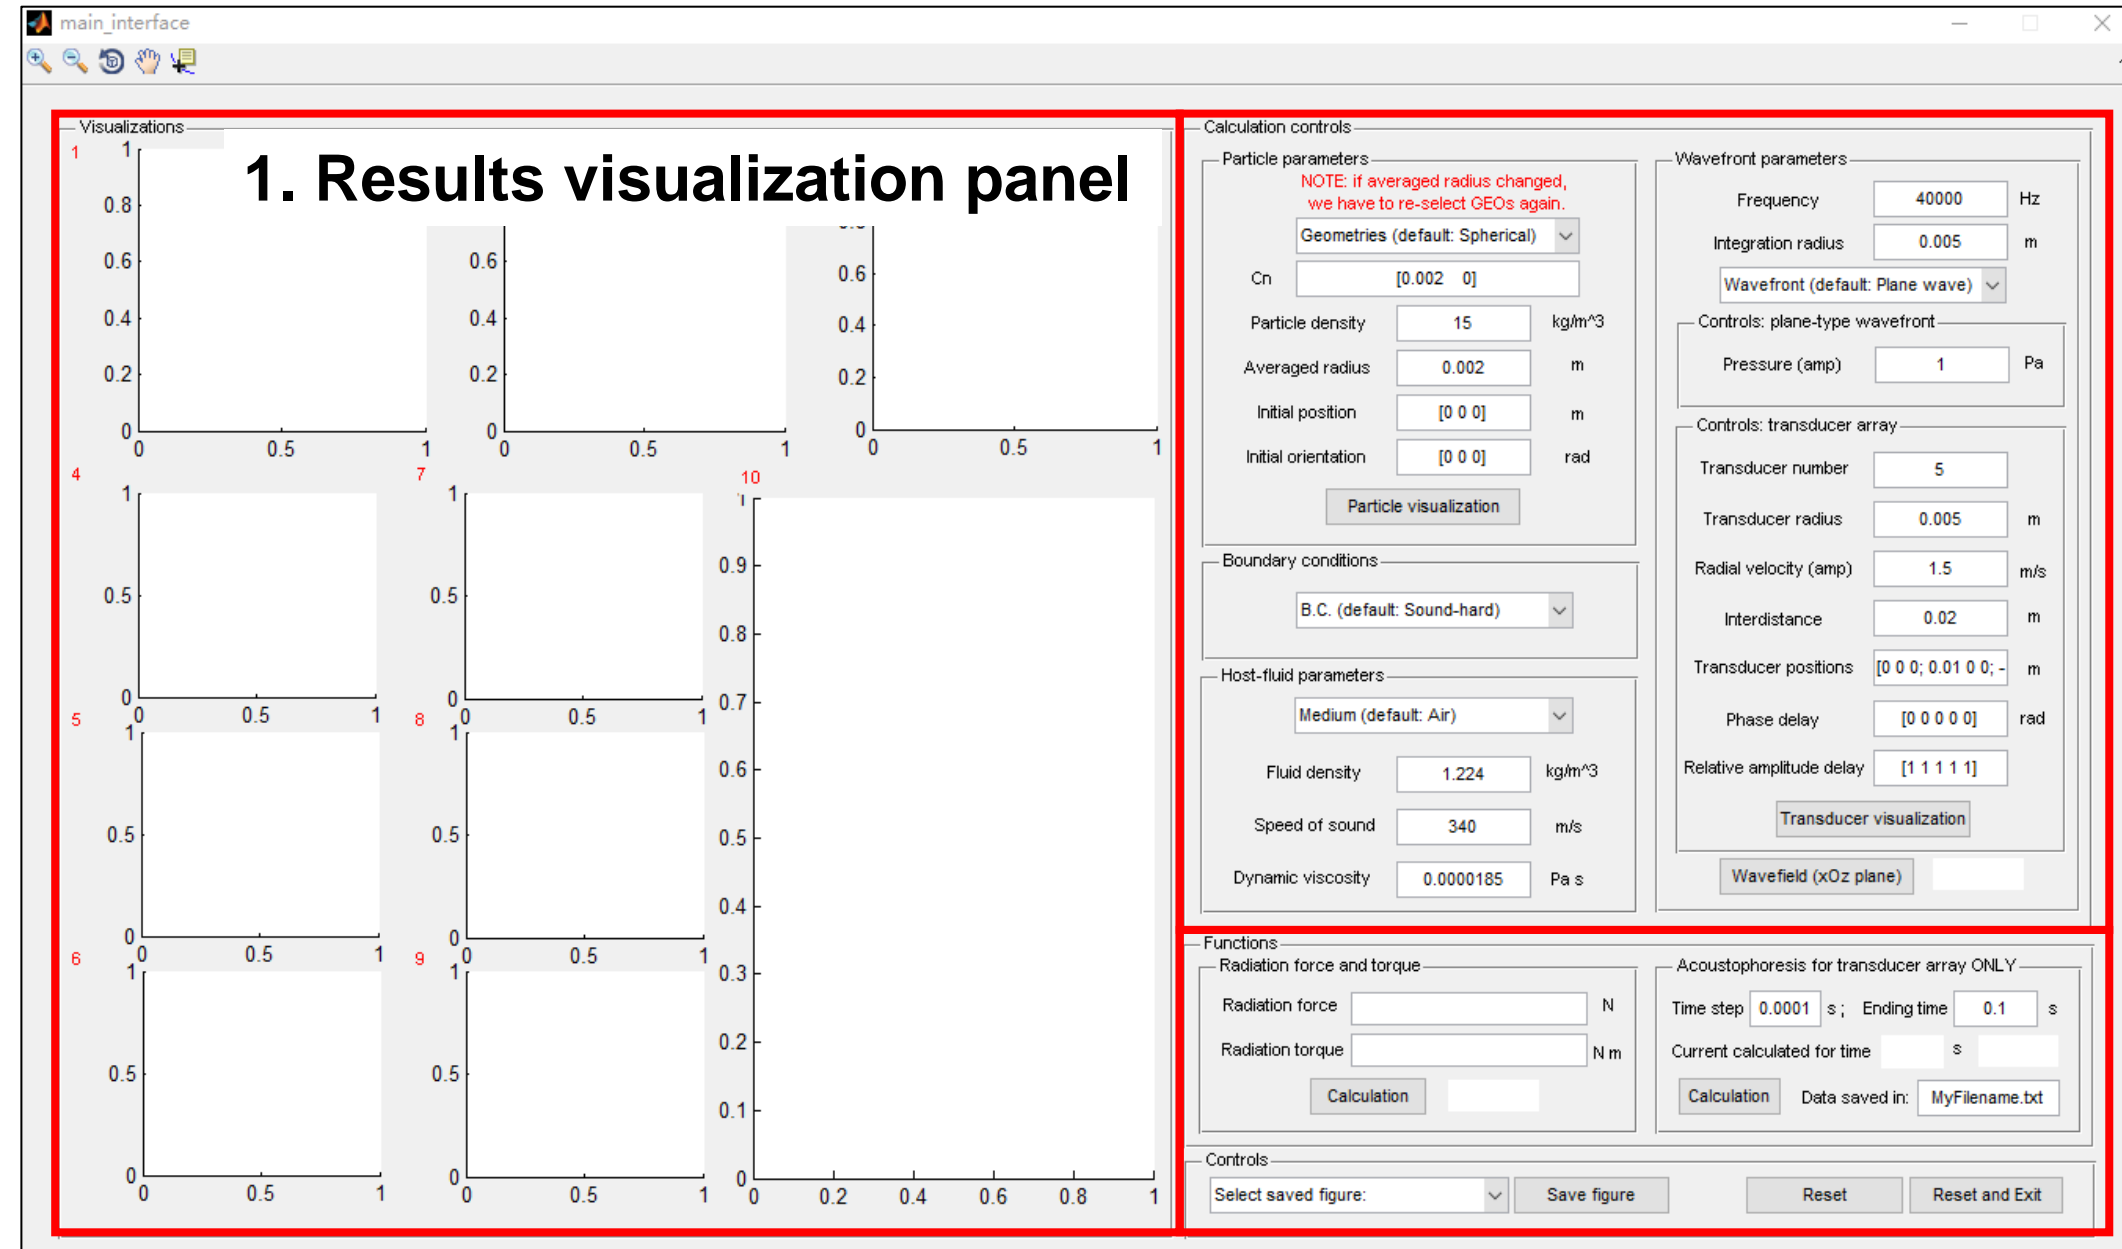 main_interface
Visualizations
1. Results visualization panel
1
1
0.8
0.6
0.4
0.2
0
0
0.5
1
0.6
0.4
0.2
0
0
0.5
1
0.6
0.4
0.2
0
0
0.5
1
4
1
0.5
0
0
0.5
1
7
1
0.5
0
0
0.5
1
5
1
0.5
0
0
0.5
1
8
1
0.5
0
0
0.5
1
6
1
0.5
0
0
0.5
1
9
1
0.5
0
0
0.5
1
10
1
0.9
0.8
0.7
0.6
0.5
0.4
0.3
0.2
0.1
0
0
0.2
0.4
0.6
0.8
1
Calculation controls
Particle parameters
NOTE: if averaged radius changed,
we have to re-select GEOs again.
Geometries (default: Spherical)
Cn [0.002 0]
Particle density 15 kg/m^3
Averaged radius 0.002 m
Initial position [0 0 0] m
Initial orientation [0 0 0] rad
Particle visualization
Boundary conditions
B.C. (default: Sound-hard)
Host-fluid parameters
Medium (default: Air)
Fluid density 1.224 kg/m^3
Speed of sound 340 m/s
Dynamic viscosity 0.0000185 Pa s
Wavefront parameters
Frequency 40000 Hz
Integration radius 0.005 m
Wavefront (default: Plane wave)
Controls: plane-type wavefront
Pressure (amp) 1 Pa
Controls: transducer array
Transducer number 5
Transducer radius 0.005 m
Radial velocity (amp) 1.5 m/s
Interdistance 0.02 m
Transducer positions [0 0 0; 0.01 0 0; - m
Phase delay [0 0 0 0 0] rad
Relative amplitude delay [1 1 1 1 1]
Transducer visualization
Wavefield (xOz plane)
Functions
Radiation force and torque
Radiation force N
Radiation torque N m
Calculation
Acoustophoresis for transducer array ONLY
Time step 0.0001 s ; Ending time 0.1 s
Current calculated for time s
Calculation Data saved in: MyFilename.txt
Controls
Select saved figure: Save figure Reset Reset and Exit